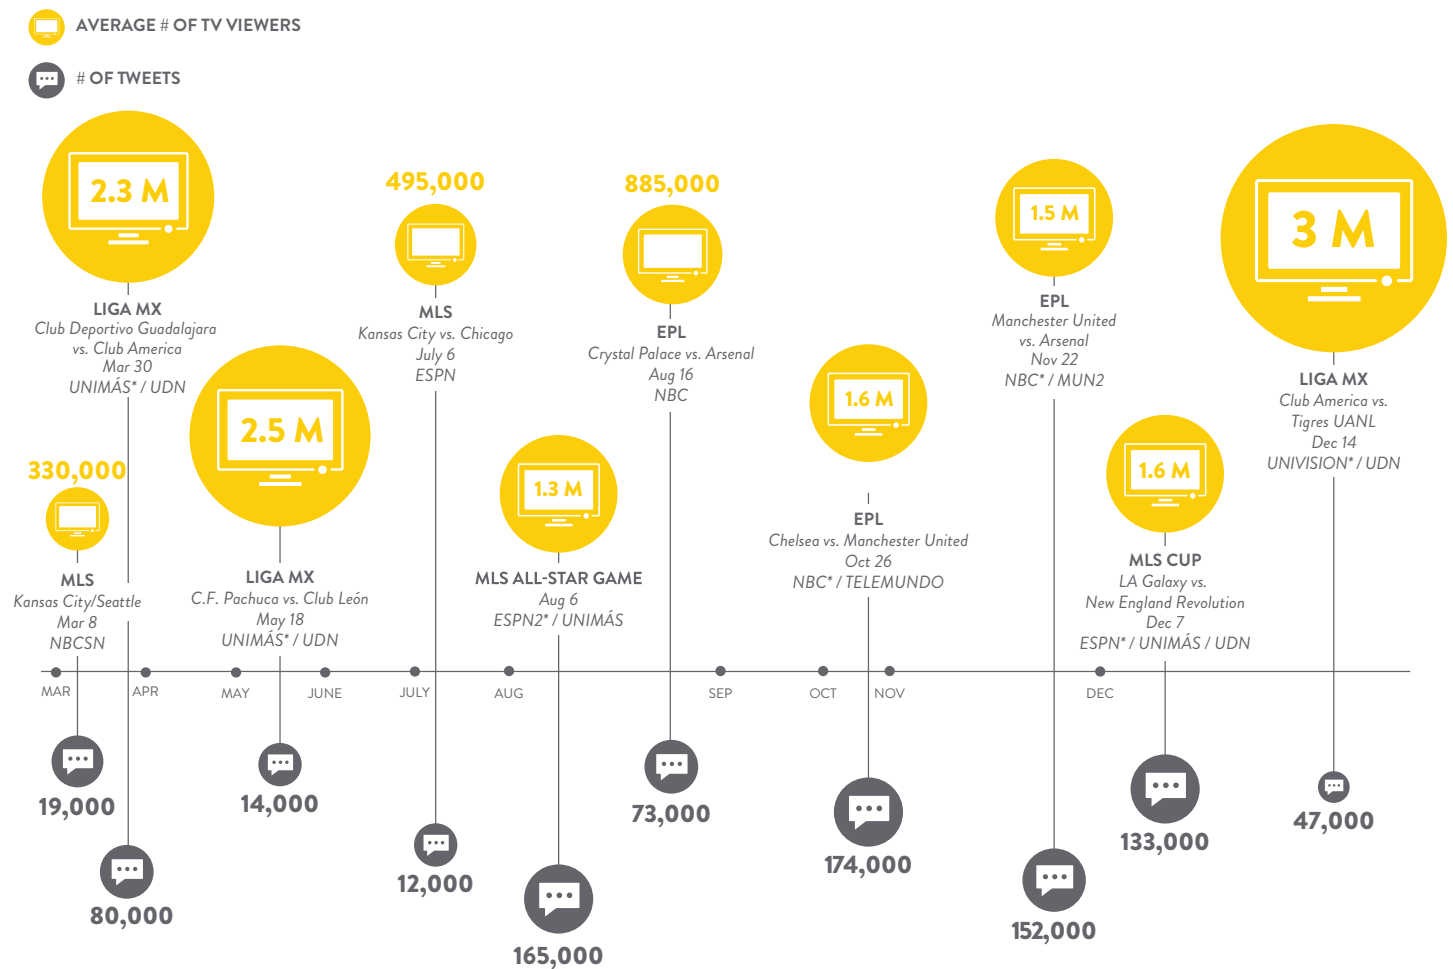 AVERAGE # OF TV VIEWERS
# OF TWEETS
2.3 M
LIGA MX
Club Deportivo Guadalajara
vs. Club America
Mar 30
UNIMÁS* / UDN
330,000
MLS
Kansas City/Seattle
Mar 8
NBCSN
2.5 M
LIGA MX
C.F. Pachuca vs. Club León
May 18
UNIMÁS* / UDN
495,000
MLS
Kansas City vs. Chicago
July 6
ESPN
1.3 M
MLS ALL-STAR GAME
Aug 6
ESPN2* / UNIMÁS
885,000
EPL
Crystal Palace vs. Arsenal
Aug 16
NBC
1.6 M
EPL
Chelsea vs. Manchester United
Oct 26
NBC* / TELEMUNDO
1.5 M
EPL
Manchester United
vs. Arsenal
Nov 22
NBC* / MUN2
1.6 M
MLS CUP
LA Galaxy vs.
New England Revolution
Dec 7
ESPN* / UNIMÁS / UDN
3 M
LIGA MX
Club America vs.
Tigres UANL
Dec 14
UNIVISION* / UDN
MAR
APR
MAY
JUNE
JULY
AUG
SEP
OCT
NOV
DEC
19,000
80,000
14,000
12,000
165,000
73,000
174,000
152,000
133,000
47,000